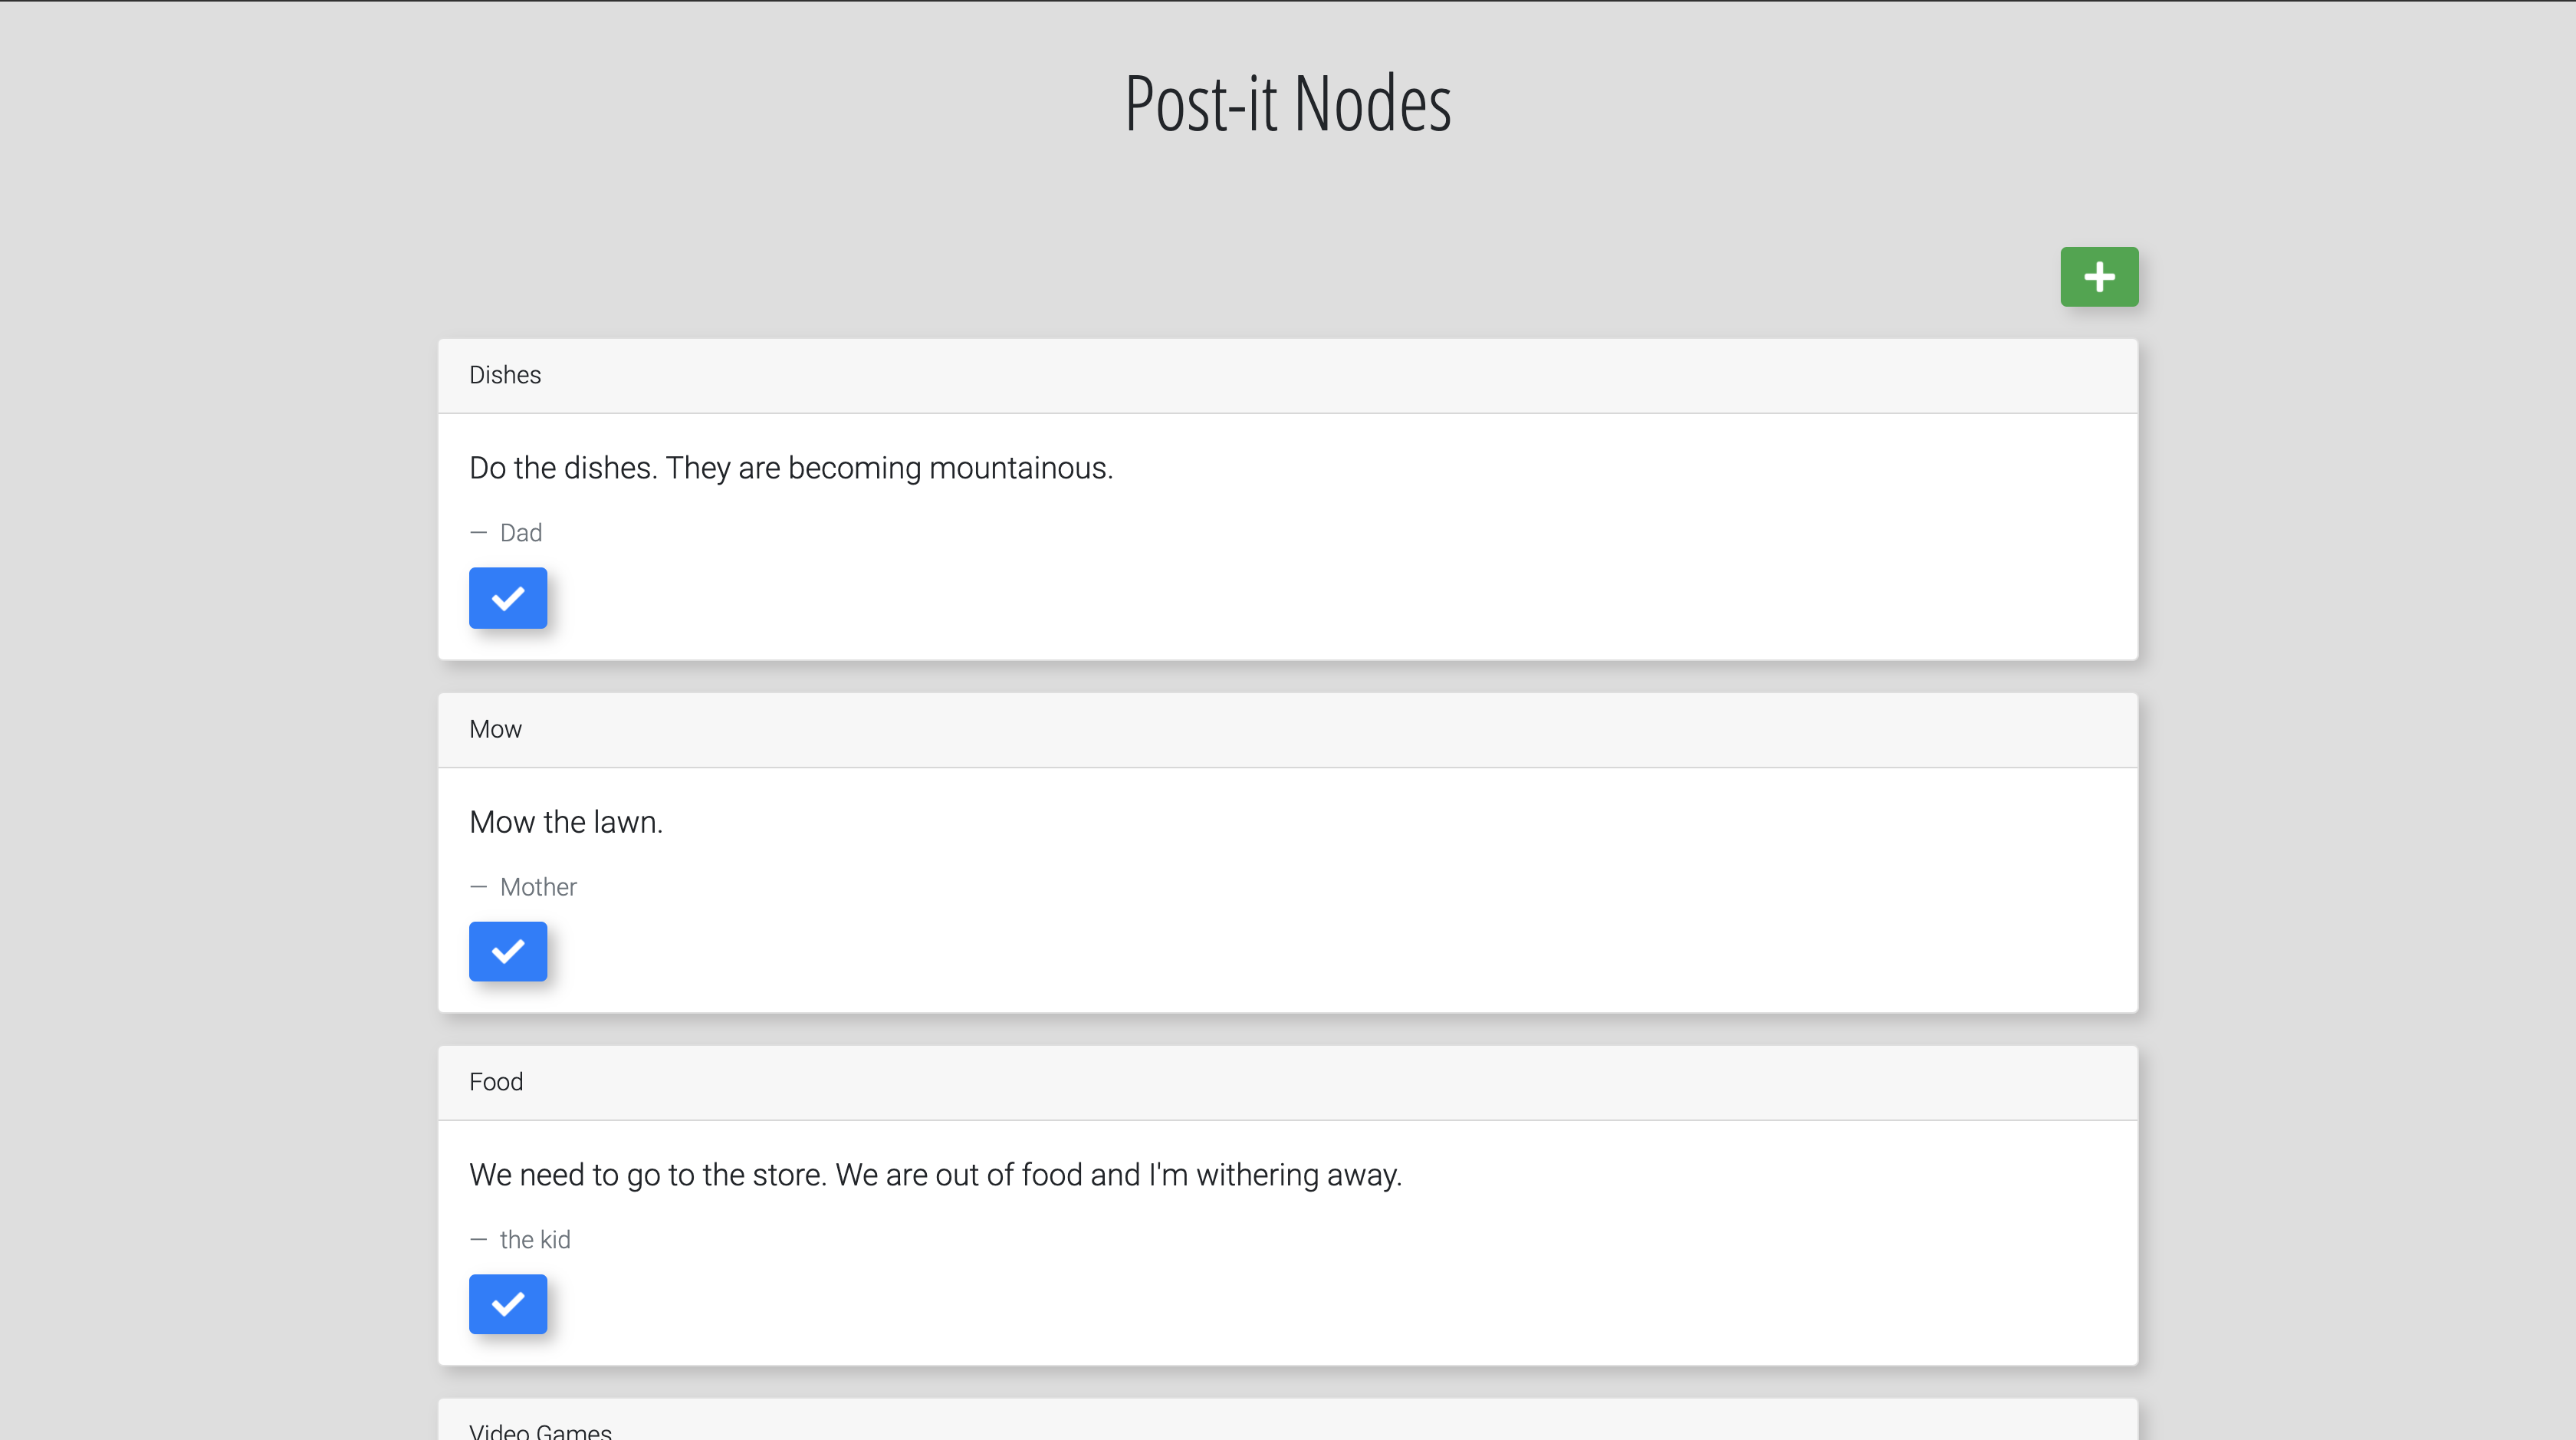 Post-it Nodes
Dishes
Do the dishes. They are becoming mountainous.
— Dad
Mow
Mow the lawn.
— Mother
Food
We need to go to the store. We are out of food and I'm withering away.
— the kid
Video Games